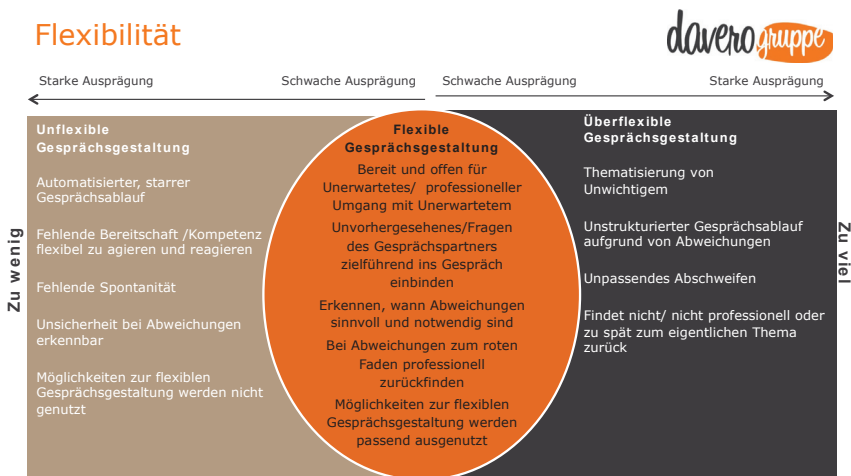 Flexibilität
daverogruppe
Starke Ausprägung
Schwache Ausprägung
Schwache Ausprägung
Starke Ausprägung
Zu wenig
Unflexible
Gesprächsgestaltung
Automatisierter, starrer
Gesprächsablauf
Fehlende Bereitschaft /Kompetenz
flexibel zu agieren und reagieren
Fehlende Spontanität
Unsicherheit bei Abweichungen
erkennbar
Möglichkeiten zur flexiblen
Gesprächsgestaltung werden nicht
genutzt
Flexible
Gesprächsgestaltung
Bereit und offen für
Unerwartetes/ professioneller
Umgang mit Unerwartetem
Unvorhergesehenes/Fragen
des Gesprächspartners
zielführend ins Gespräch
einbinden
Erkennen, wann Abweichungen
sinnvoll und notwendig sind
Bei Abweichungen zum roten
Faden professionell
zurückfinden
Möglichkeiten zur flexiblen
Gesprächsgestaltung werden
passend ausgenutzt
Überflexible
Gesprächsgestaltung
Thematisierung von
Unwichtigem
Unstrukturierter Gesprächsablauf
aufgrund von Abweichungen
Unpassendes Abschweifen
Findet nicht/ nicht professionell oder
zu spät zum eigentlichen Thema
zurück
Zu viel